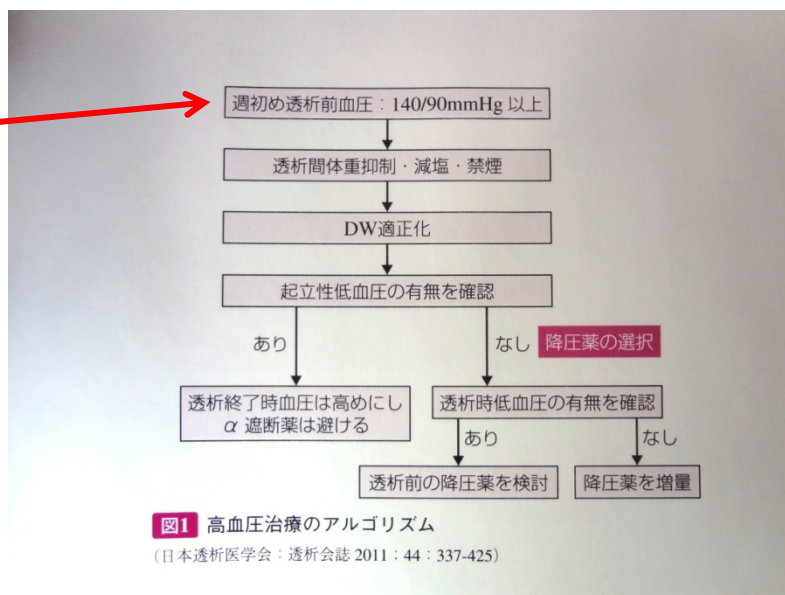 週初め透析前血圧：140/90mmHg 以上
透析間体重抑制・減塩・禁煙
DW適正化
起立性低血圧の有無を確認
あり
なし 降圧薬の選択
透析終了時血圧は高めにし
α 遮断薬は避ける
透析時低血圧の有無を確認
あり
なし
透析前の降圧薬を検討
降圧薬を増量
図1 高血圧治療のアルゴリズム
（日本透析医学会：透析会誌 2011；44：337-425）